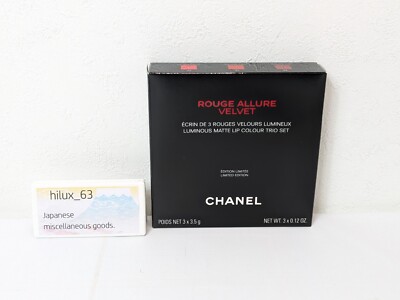 ROUGE ALLURE
VELVET
ÉCRIN DE 3 ROUGES VELOURS LUMINEUX
LUMINOUS MATTE LIP COLOUR TRIO SET
ÉDITION LIMITÉE
LIMITED EDITION
CHANEL
POIDS NET 3 x 3.5 g NET WT. 3 x 0.12 OZ.
hilux_63
Japanese
miscellaneous goods.